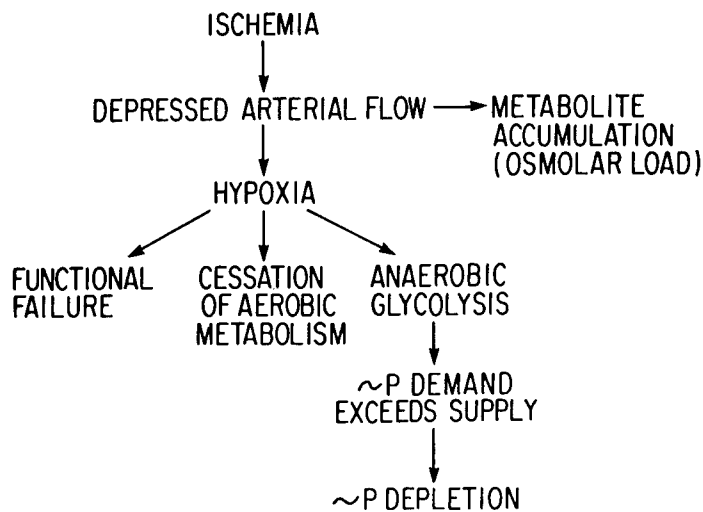 ISCHEMIA
DEPRESSED ARTERIAL FLOW
METABOLITE
ACCUMULATION
(OSMOLAR LOAD)
HYPOXIA
FUNCTIONAL
FAILURE
CESSATION
OF AEROBIC
METABOLISM
ANAEROBIC
GLYCOLYSIS
~P DEMAND
EXCEEDS SUPPLY
~P DEPLETION